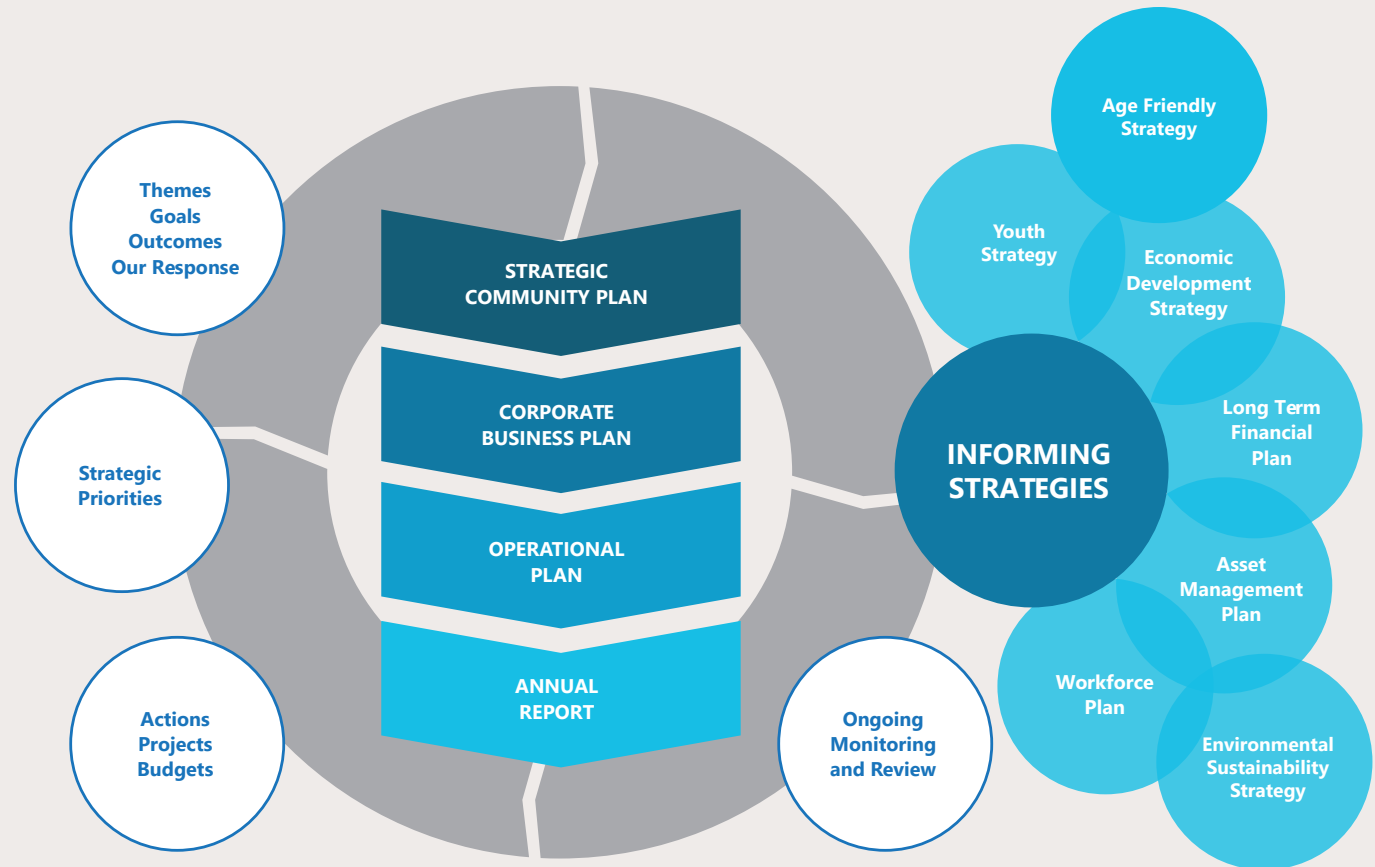 Themes
Goals
Outcomes
Our Response
Strategic
Priorities
Actions
Projects
Budgets
STRATEGIC
COMMUNITY PLAN
CORPORATE
BUSINESS PLAN
OPERATIONAL
PLAN
ANNUAL
REPORT
Ongoing
Monitoring
and Review
INFORMING
STRATEGIES
Age Friendly
Strategy
Youth
Strategy
Economic
Development
Strategy
Long Term
Financial
Plan
Asset
Management
Plan
Workforce
Plan
Environmental
Sustainability
Strategy